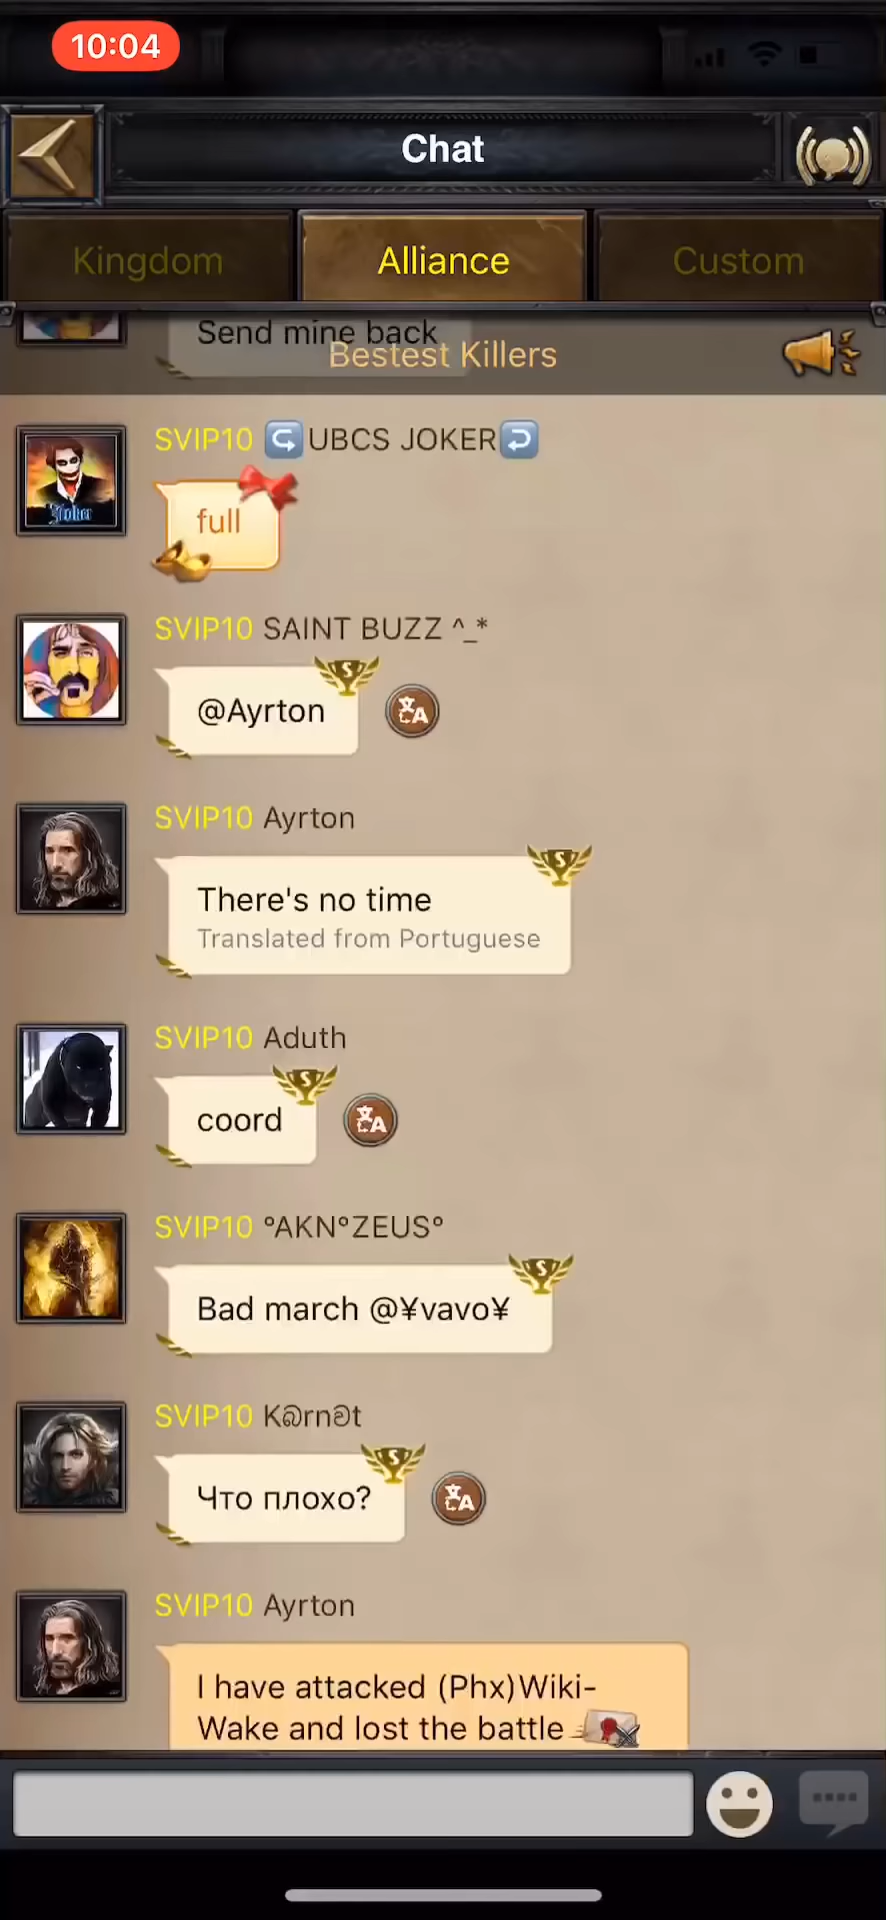 10:04
Chat
Kingdom
Alliance
Custom
Send mine back
Bestest Killers
SVIP10 UBCS JOKER
full
SVIP10 SAINT BUZZ ^_*
@Ayrton
SVIP10 Ayrton
There's no time
Translated from Portuguese
SVIP10 Aduth
coord
SVIP10 °AKN°ZEUS°
Bad march @¥vavo¥
SVIP10 K@rn@t
Что плохо?
SVIP10 Ayrton
I have attacked (Phx)Wiki-
Wake and lost the battle